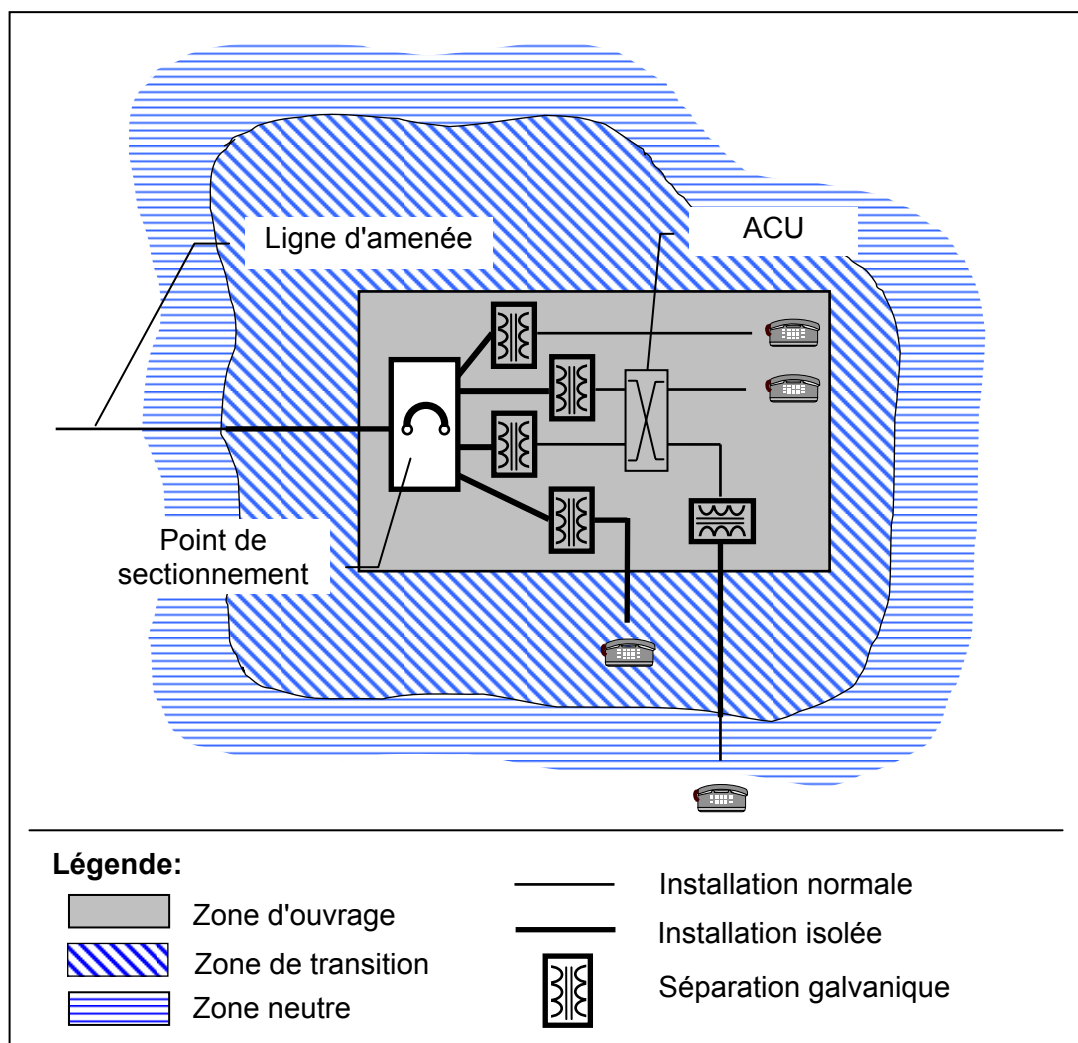 Ligne d'amenée
ACU
Point de
sectionnement
Légende:
Zone d'ouvrage
Zone de transition
Zone neutre
Installation normale
Installation isolée
Séparation galvanique